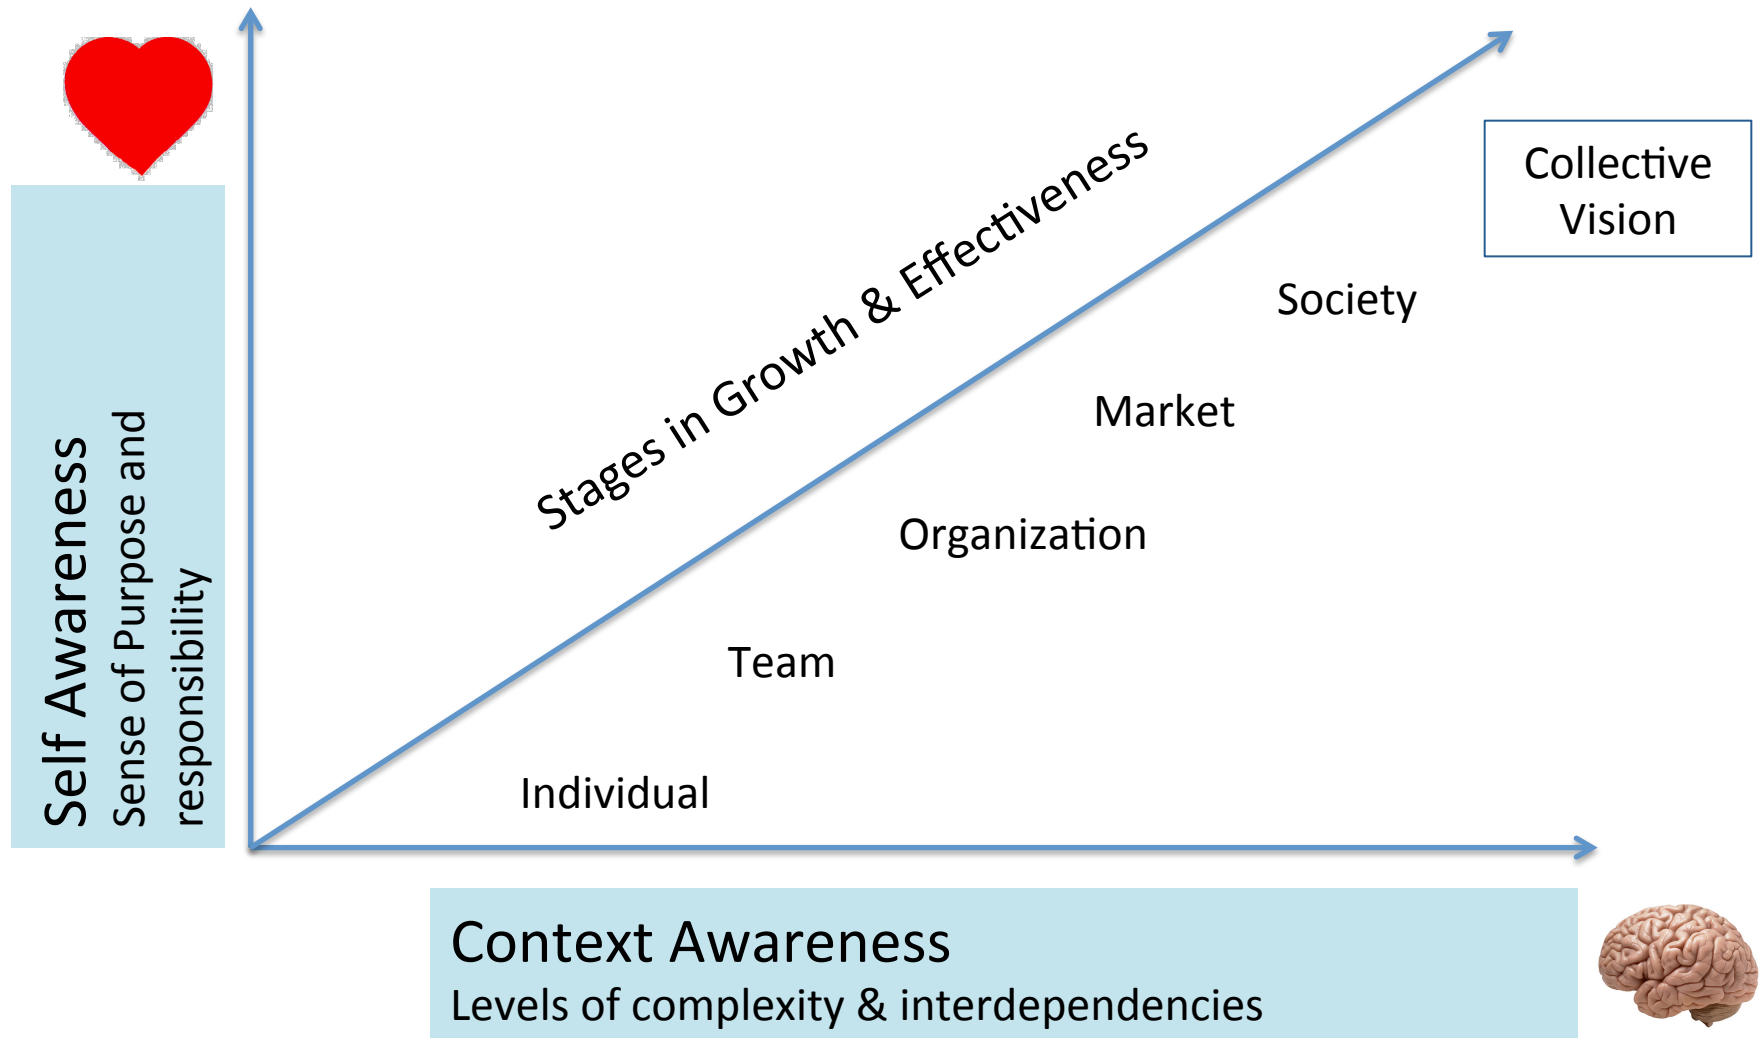 Stages in Growth & Effectiveness
Collective
Vision
Society
Market
Organization
Team
Individual
Self Awareness
Sense of Purpose and
responsibility
Context Awareness
Levels of complexity & interdependencies